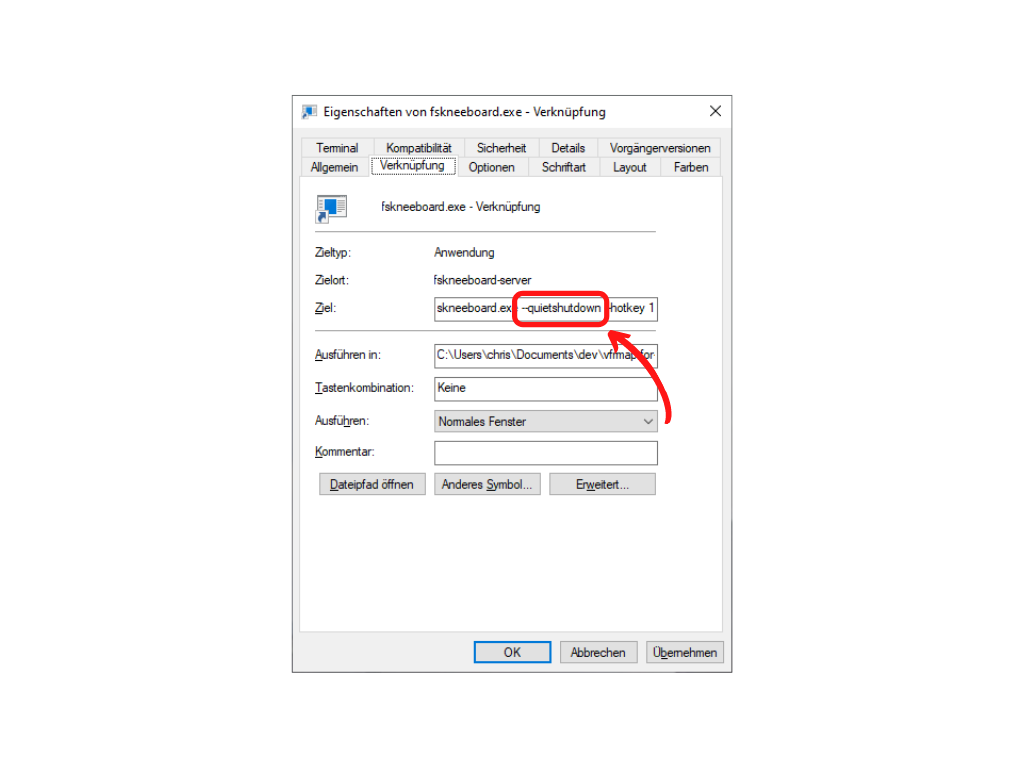 Eigenschaften von fskneeboard.exe - Verknüpfung
Terminal Kompatibilität Sicherheit Details Vorgängerversionen
Allgemein Verknüpfung Optionen Schriftart Layout Farben
fskneeboard.exe - Verknüpfung
Zieltyp: Anwendung
Zielort: fskneeboard-server
Ziel: skneeboard.ex --quietshutdown -hotkey 1
Ausführen in: C:\Users\chris\Documents\dev\vfrmap-for-
Tastenkombination: Keine
Ausführen: Normales Fenster
Kommentar:
Dateipfad öffnen Anderes Symbol... Erweitert...
OK Abbrechen Übernehmen